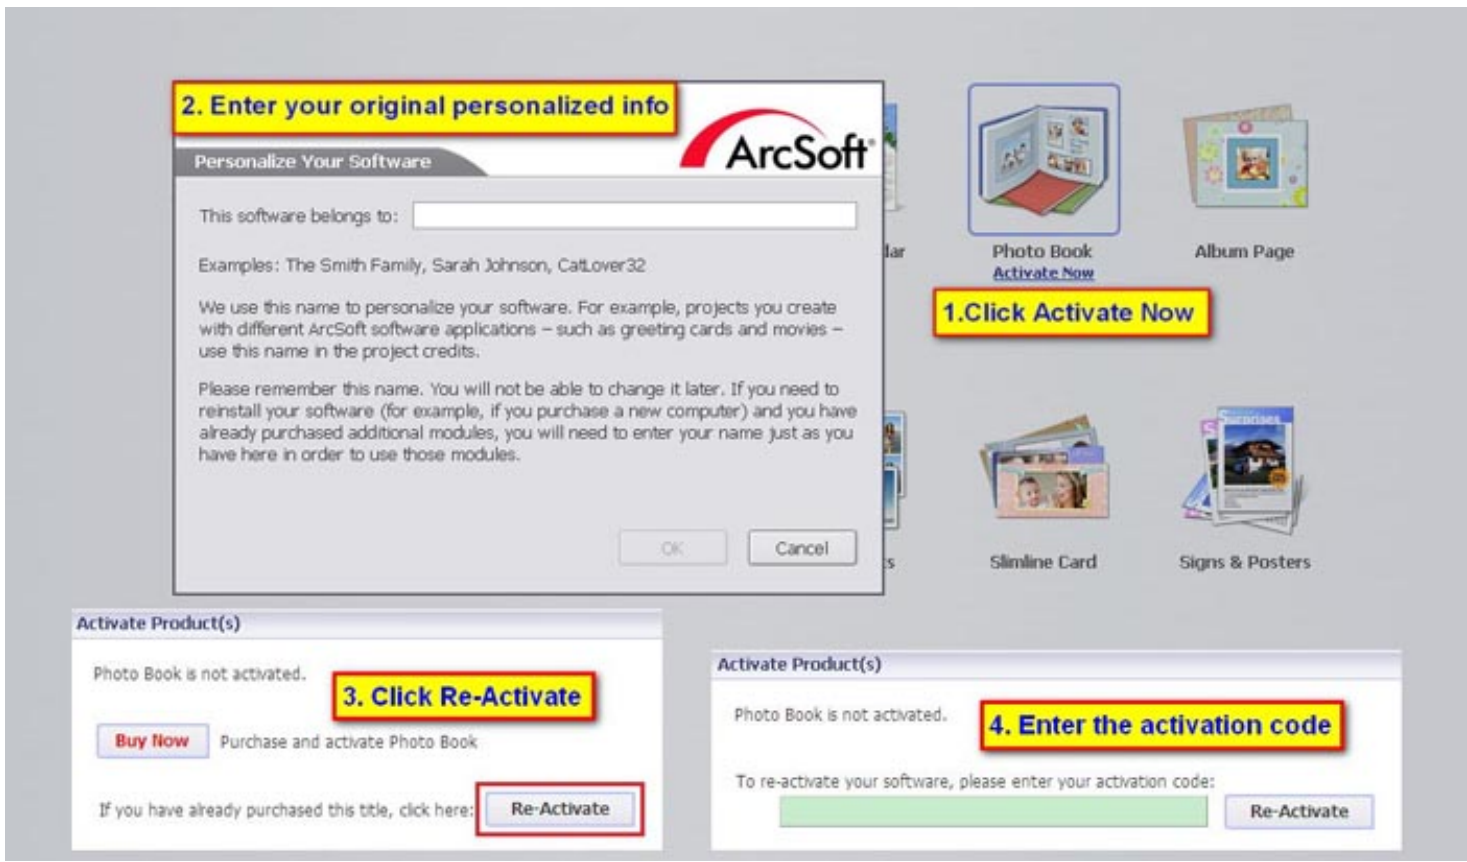 2. Enter your original personalized info
ArcSoft
Personalize Your Software
This software belongs to:
Examples: The Smith Family, Sarah Johnson, CatLover32
We use this name to personalize your software. For example, projects you create
with different ArcSoft software applications – such as greeting cards and movies –
use this name in the project credits.
Please remember this name. You will not be able to change it later. If you need to
reinstall your software (for example, if you purchase a new computer) and you have
already purchased additional modules, you will need to enter your name just as you
have here in order to use those modules.
OK
Cancel
dar
Photo Book
Activate Now
Album Page
1.Click Activate Now
Surprises
s
Slimline Card
Signs & Posters
Activate Product(s)
Photo Book is not activated.
3. Click Re-Activate
Buy Now
Purchase and activate Photo Book
If you have already purchased this title, click here:
Re-Activate
Activate Product(s)
Photo Book is not activated.
4. Enter the activation code
To re-activate your software, please enter your activation code:
Re-Activate